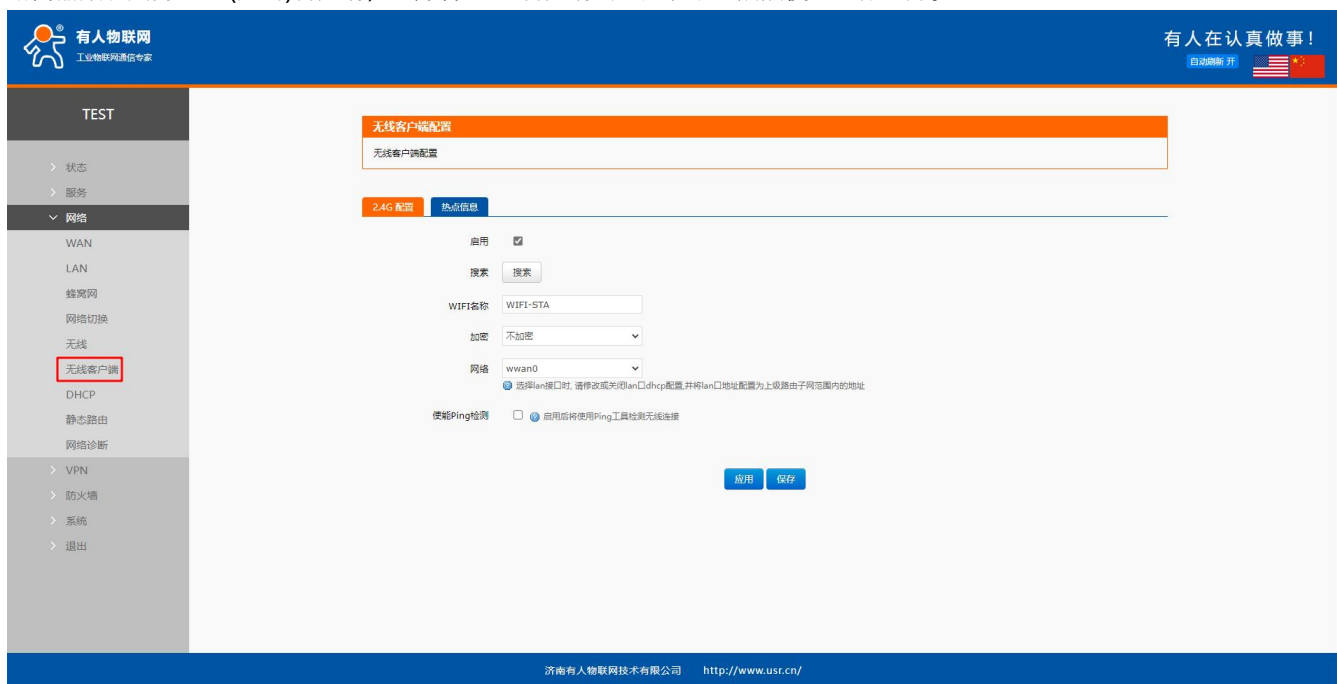 有人物联网
®
工业物联网通信专家
有人在认真做事!
自动刷新 开
TEST
状态
服务
网络
WAN
LAN
蜂窝网
网络切换
无线
无线客户端
DHCP
静态路由
网络诊断
VPN
防火墙
系统
退出
无线客户端配置
无线客户端配置
2.4G 配置 热点信息
启用
搜索 搜索
WIFI名称 WIFI-STA
加密 不加密
网络 wwan0
选择lan接口时, 请修改或关闭lan口dhcp配置,并将lan口地址配置为上级路由子网范围内的地址
使能Ping检测 启用后将使用Ping工具检测无线连接
应用 保存
济南有人物联网技术有限公司 http://www.usr.cn/